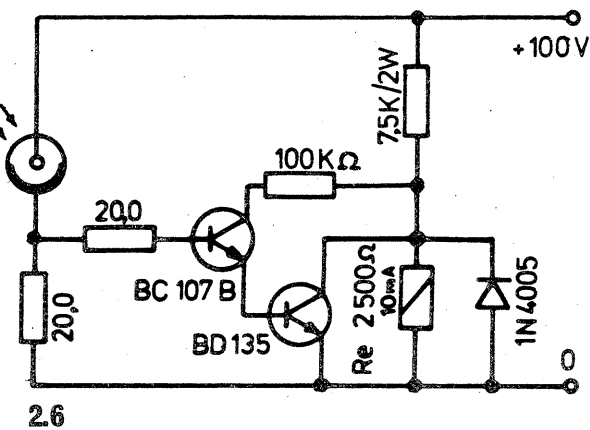 +100V
7,5K/2W
100KΩ
20,0
BC 107 B
20,0
BD 135
Re 2500Ω
10mA
1N4005
0
2.6